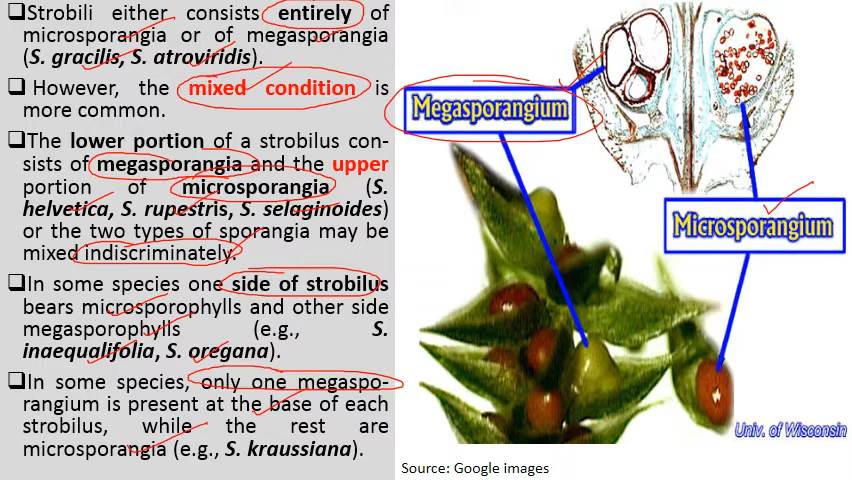 ❑Strobili either consists entirely of
microsporangia or of megasporangia
(S. gracilis, S. atroviridis).
❑ However, the mixed condition is
more common.
❑The lower portion of a strobilus con-
sists of megasporangia and the upper
portion of microsporangia (S.
helvetica, S. rupestris, S. selaginoides)
or the two types of sporangia may be
mixed indiscriminately.
❑In some species one side of strobilus
bears microsporophylls and other side
megasporophylls (e.g., S.
inaequalifolia, S. oregana).
❑In some species, only one megaspo-
rangium is present at the base of each
strobilus, while the rest are
microsporangia (e.g., S. kraussiana).
Megasporangium
Microsporangium
Univ. of Wisconsin
Source: Google images